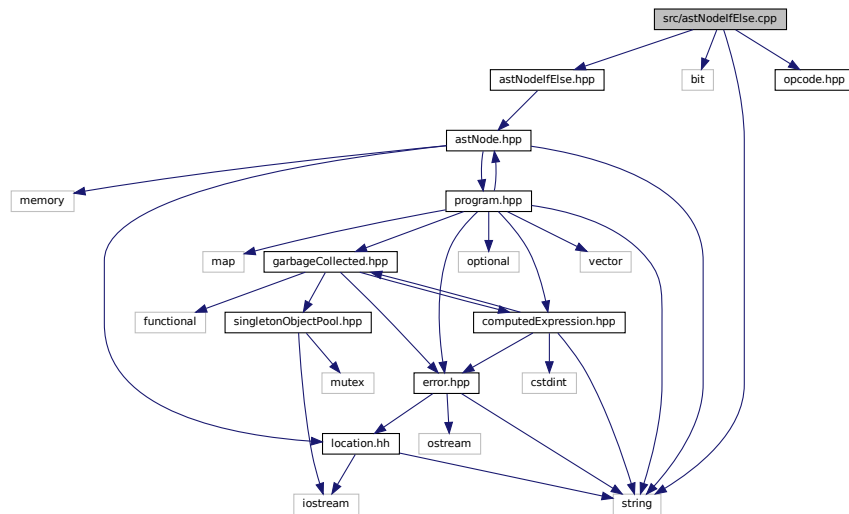 src/astNodeIfElse.cpp
astNodeIfElse.hpp
bit
opcode.hpp
astNode.hpp
memory
program.hpp
map
garbageCollected.hpp
optional
vector
functional
singletonObjectPool.hpp
computedExpression.hpp
mutex
error.hpp
cstdint
location.hh
ostream
iostream
string